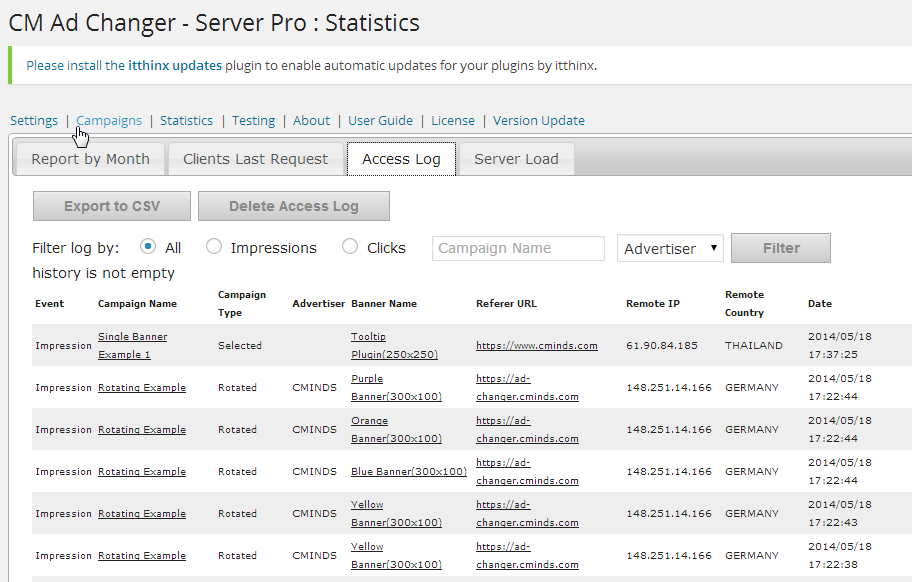 CM Ad Changer - Server Pro : Statistics
Please install the itthinx updates plugin to enable automatic updates for your plugins by itthinx.
Settings | Campaigns | Statistics | Testing | About | User Guide | License | Version Update
Report by Month Clients Last Request Access Log Server Load
Export to CSV Delete Access Log
Filter log by: All Impressions Clicks Campaign Name Advertiser Filter
history is not empty
Event Campaign Name Campaign Type Advertiser Banner Name Referer URL Remote IP Remote Country Date
Impression Single Banner Example 1 Selected Tooltip Plugin(250x250) https://www.cminds.com 61.90.84.185 THAILAND 2014/05/18 17:37:25
Impression Rotating Example Rotated CMINDS Purple Banner(300x100) https://ad-changer.cminds.com 148.251.14.166 GERMANY 2014/05/18 17:22:44
Impression Rotating Example Rotated CMINDS Orange Banner(300x100) https://ad-changer.cminds.com 148.251.14.166 GERMANY 2014/05/18 17:22:44
Impression Rotating Example Rotated CMINDS Blue Banner(300x100) https://ad-changer.cminds.com 148.251.14.166 GERMANY 2014/05/18 17:22:44
Impression Rotating Example Rotated CMINDS Yellow Banner(300x100) https://ad-changer.cminds.com 148.251.14.166 GERMANY 2014/05/18 17:22:43
Impression Rotating Example Rotated CMINDS Yellow Banner(300x100) https://ad-changer.cminds.com 148.251.14.166 GERMANY 2014/05/18 17:22:38